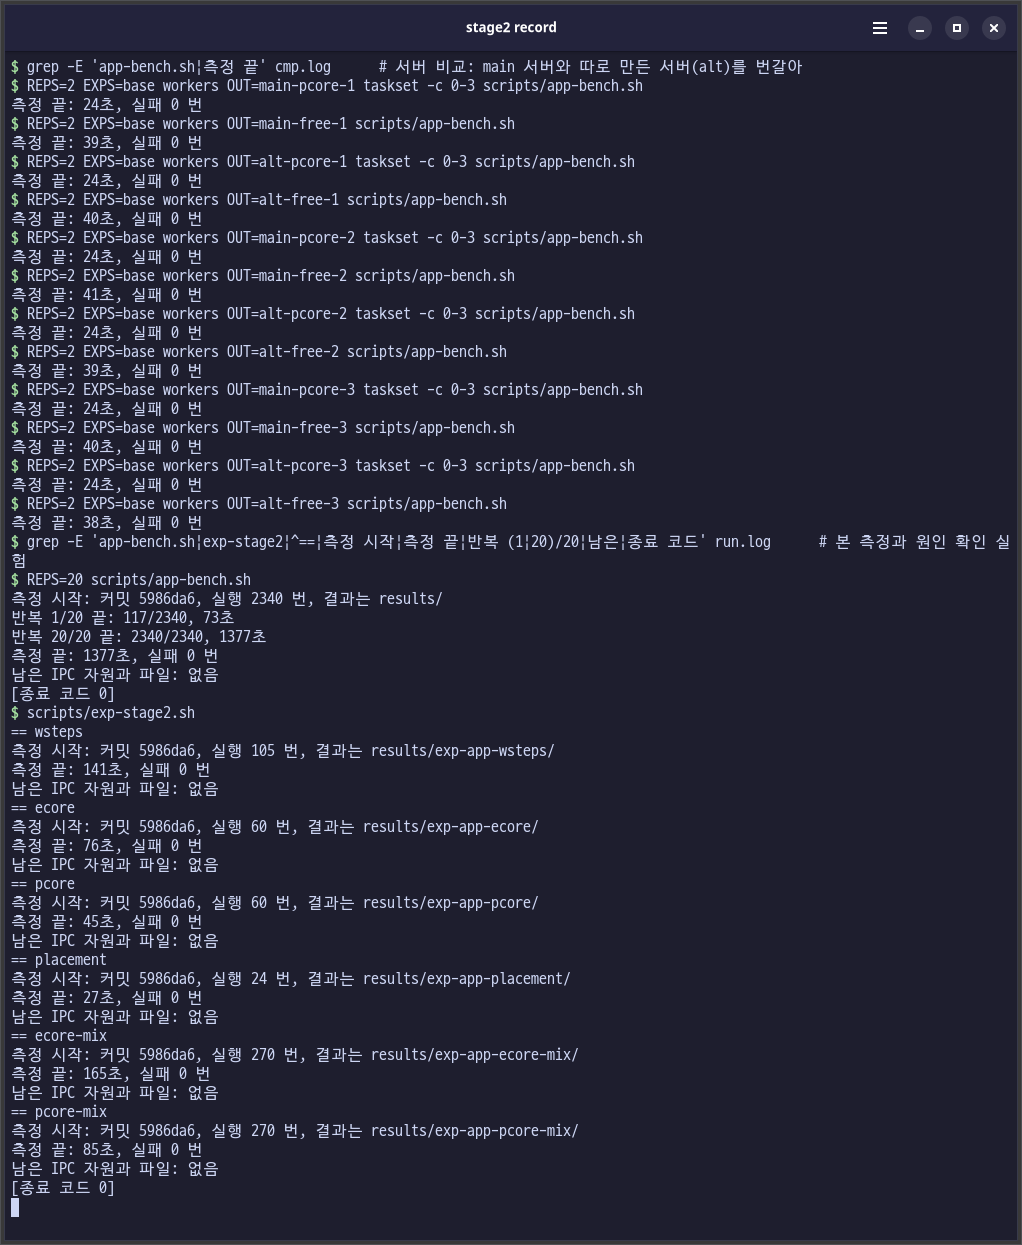 stage2 record
$ grep -E 'app-bench.sh¦측정 끝' cmp.log      # 서버 비교: main 서버와 따로 만든 서버(alt)를 번갈아
$ REPS=2 EXPS=base workers OUT=main-pcore-1 taskset -c 0-3 scripts/app-bench.sh
측정 끝: 24초, 실패 0 번
$ REPS=2 EXPS=base workers OUT=main-free-1 scripts/app-bench.sh
측정 끝: 39초, 실패 0 번
$ REPS=2 EXPS=base workers OUT=alt-pcore-1 taskset -c 0-3 scripts/app-bench.sh
측정 끝: 24초, 실패 0 번
$ REPS=2 EXPS=base workers OUT=alt-free-1 scripts/app-bench.sh
측정 끝: 40초, 실패 0 번
$ REPS=2 EXPS=base workers OUT=main-pcore-2 taskset -c 0-3 scripts/app-bench.sh
측정 끝: 24초, 실패 0 번
$ REPS=2 EXPS=base workers OUT=main-free-2 scripts/app-bench.sh
측정 끝: 41초, 실패 0 번
$ REPS=2 EXPS=base workers OUT=alt-pcore-2 taskset -c 0-3 scripts/app-bench.sh
측정 끝: 24초, 실패 0 번
$ REPS=2 EXPS=base workers OUT=alt-free-2 scripts/app-bench.sh
측정 끝: 39초, 실패 0 번
$ REPS=2 EXPS=base workers OUT=main-pcore-3 taskset -c 0-3 scripts/app-bench.sh
측정 끝: 24초, 실패 0 번
$ REPS=2 EXPS=base workers OUT=main-free-3 scripts/app-bench.sh
측정 끝: 40초, 실패 0 번
$ REPS=2 EXPS=base workers OUT=alt-pcore-3 taskset -c 0-3 scripts/app-bench.sh
측정 끝: 24초, 실패 0 번
$ REPS=2 EXPS=base workers OUT=alt-free-3 scripts/app-bench.sh
측정 끝: 38초, 실패 0 번
$ grep -E 'app-bench.sh¦exp-stage2¦^==¦측정 시작¦측정 끝¦반복 (1¦20)/20¦남은¦종료 코드' run.log      # 본 측정과 원인 확인 실
험
$ REPS=20 scripts/app-bench.sh
측정 시작: 커밋 5986da6, 실행 2340 번, 결과는 results/
반복 1/20 끝: 117/2340, 73초
반복 20/20 끝: 2340/2340, 1377초
측정 끝: 1377초, 실패 0 번
남은 IPC 자원과 파일: 없음
[종료 코드 0]
$ scripts/exp-stage2.sh
== wsteps
측정 시작: 커밋 5986da6, 실행 105 번, 결과는 results/exp-app-wsteps/
측정 끝: 141초, 실패 0 번
남은 IPC 자원과 파일: 없음
== ecore
측정 시작: 커밋 5986da6, 실행 60 번, 결과는 results/exp-app-ecore/
측정 끝: 76초, 실패 0 번
남은 IPC 자원과 파일: 없음
== pcore
측정 시작: 커밋 5986da6, 실행 60 번, 결과는 results/exp-app-pcore/
측정 끝: 45초, 실패 0 번
남은 IPC 자원과 파일: 없음
== placement
측정 시작: 커밋 5986da6, 실행 24 번, 결과는 results/exp-app-placement/
측정 끝: 27초, 실패 0 번
남은 IPC 자원과 파일: 없음
== ecore-mix
측정 시작: 커밋 5986da6, 실행 270 번, 결과는 results/exp-app-ecore-mix/
측정 끝: 165초, 실패 0 번
남은 IPC 자원과 파일: 없음
== pcore-mix
측정 시작: 커밋 5986da6, 실행 270 번, 결과는 results/exp-app-pcore-mix/
측정 끝: 85초, 실패 0 번
남은 IPC 자원과 파일: 없음
[종료 코드 0]